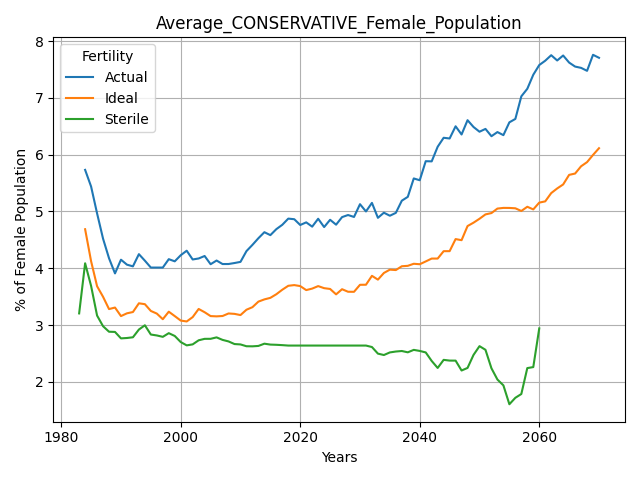 Average_CONSERVATIVE_Female_Population
Fertility
Actual
Ideal
Sterile
% of Female Population
8
7
6
5
4
3
2
1980
2000
2020
2040
2060
Years